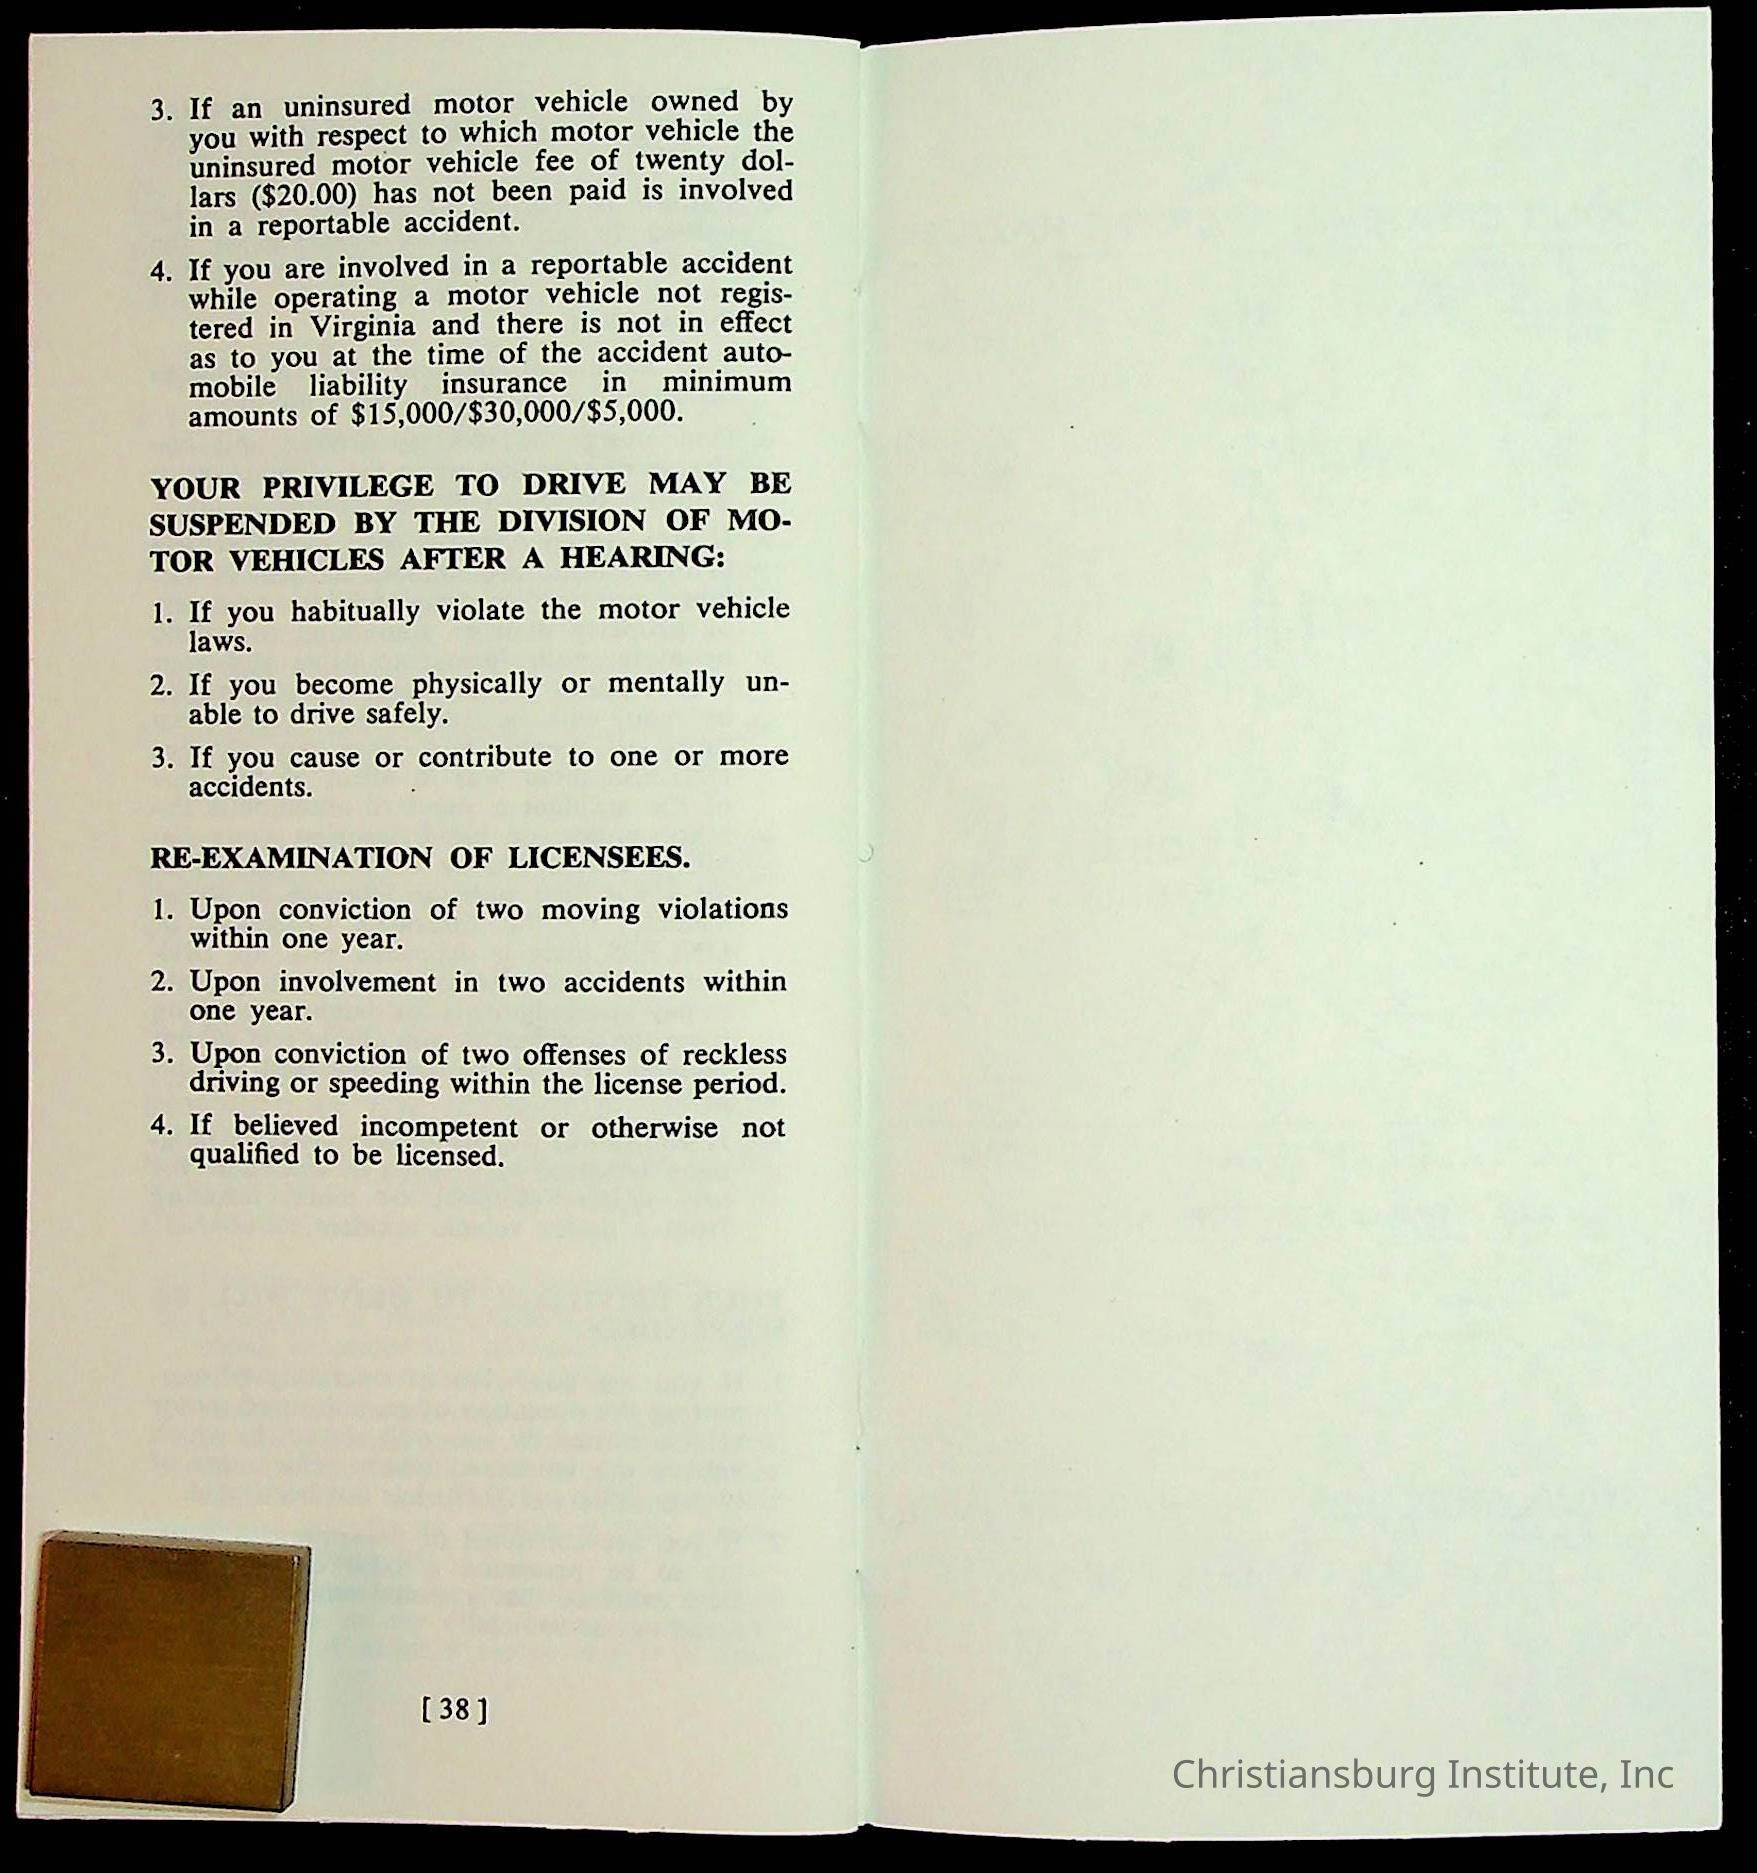 3. If an uninsured motor vehicle owned by
you with respect to which motor vehicle the
uninsured motor vehicle fee of twenty dol-
lars ($20.00) has not been paid is involved
in a reportable accident.
4. If you are involved in a reportable accident
while operating a motor vehicle not regis-
tered in Virginia and there is not in effect
as to you at the time of the accident auto-
mobile liability insurance in minimum
amounts of $15,000/$30,000/$5,000.
YOUR PRIVILEGE TO DRIVE MAY BE
SUSPENDED BY THE DIVISION OF MO-
TOR VEHICLES AFTER A HEARING:
1. If you habitually violate the motor vehicle
laws.
2. If you become physically or mentally un-
able to drive safely.
3. If you cause or contribute to one or more
accidents.
RE-EXAMINATION OF LICENSEES.
1. Upon conviction of two moving violations
within one year.
2. Upon involvement in two accidents within
one year.
3. Upon conviction of two offenses of reckless
driving or speeding within the license period.
4. If believed incompetent or otherwise not
qualified to be licensed.
[ 38 ]
Christiansburg Institute, Inc